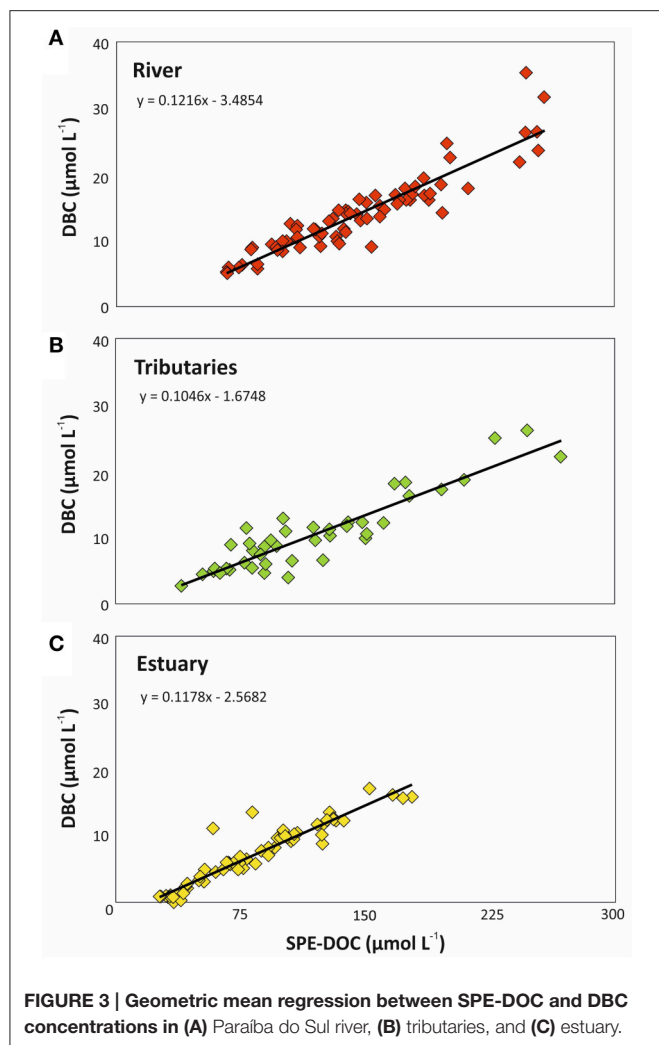 A
40
River
y = 0.1216x - 3.4854
30
DBC (µmol L⁻¹)
20
10
0
B
40
Tributaries
y = 0.1046x - 1.6748
30
DBC (µmol L⁻¹)
20
10
0
C
40
Estuary
y = 0.1178x - 2.5682
30
DBC (µmol L⁻¹)
20
10
0 75 150 225 300
SPE-DOC (µmol L⁻¹)
FIGURE 3 | Geometric mean regression between SPE-DOC and DBC
concentrations in (A) Paraíba do Sul river, (B) tributaries, and (C) estuary.